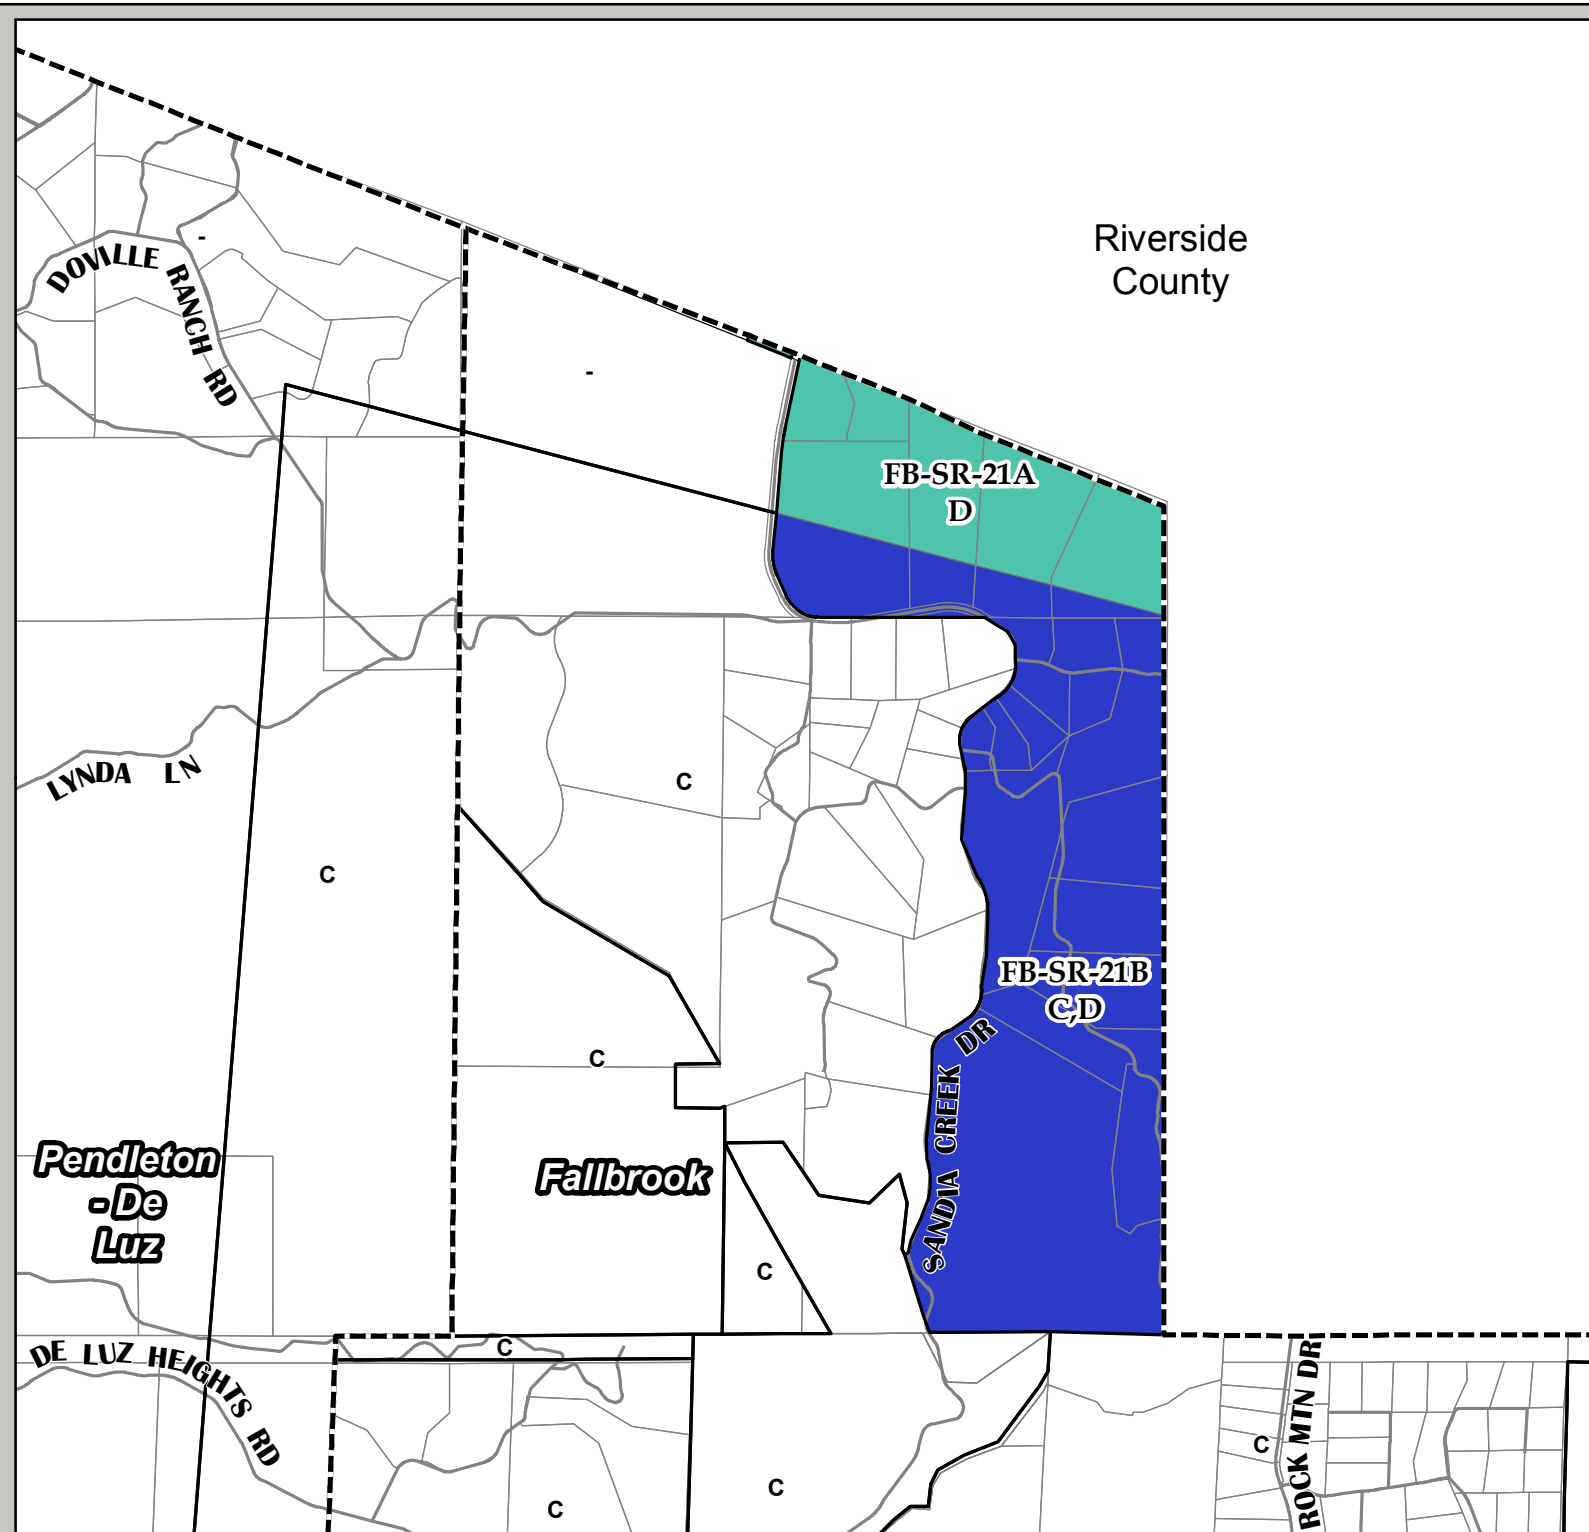 Riverside
County
DOVILLE RANCH RD
-
-
FB-SR-21A
D
LYNDA LN
C
C
FB-SR-21B
C,D
SANDIA CREEK DR
C
Pendleton
- De
Luz
Fallbrook
C
C
DE LUZ HEIGHTS RD
ROCK MTN DR
C
C
C